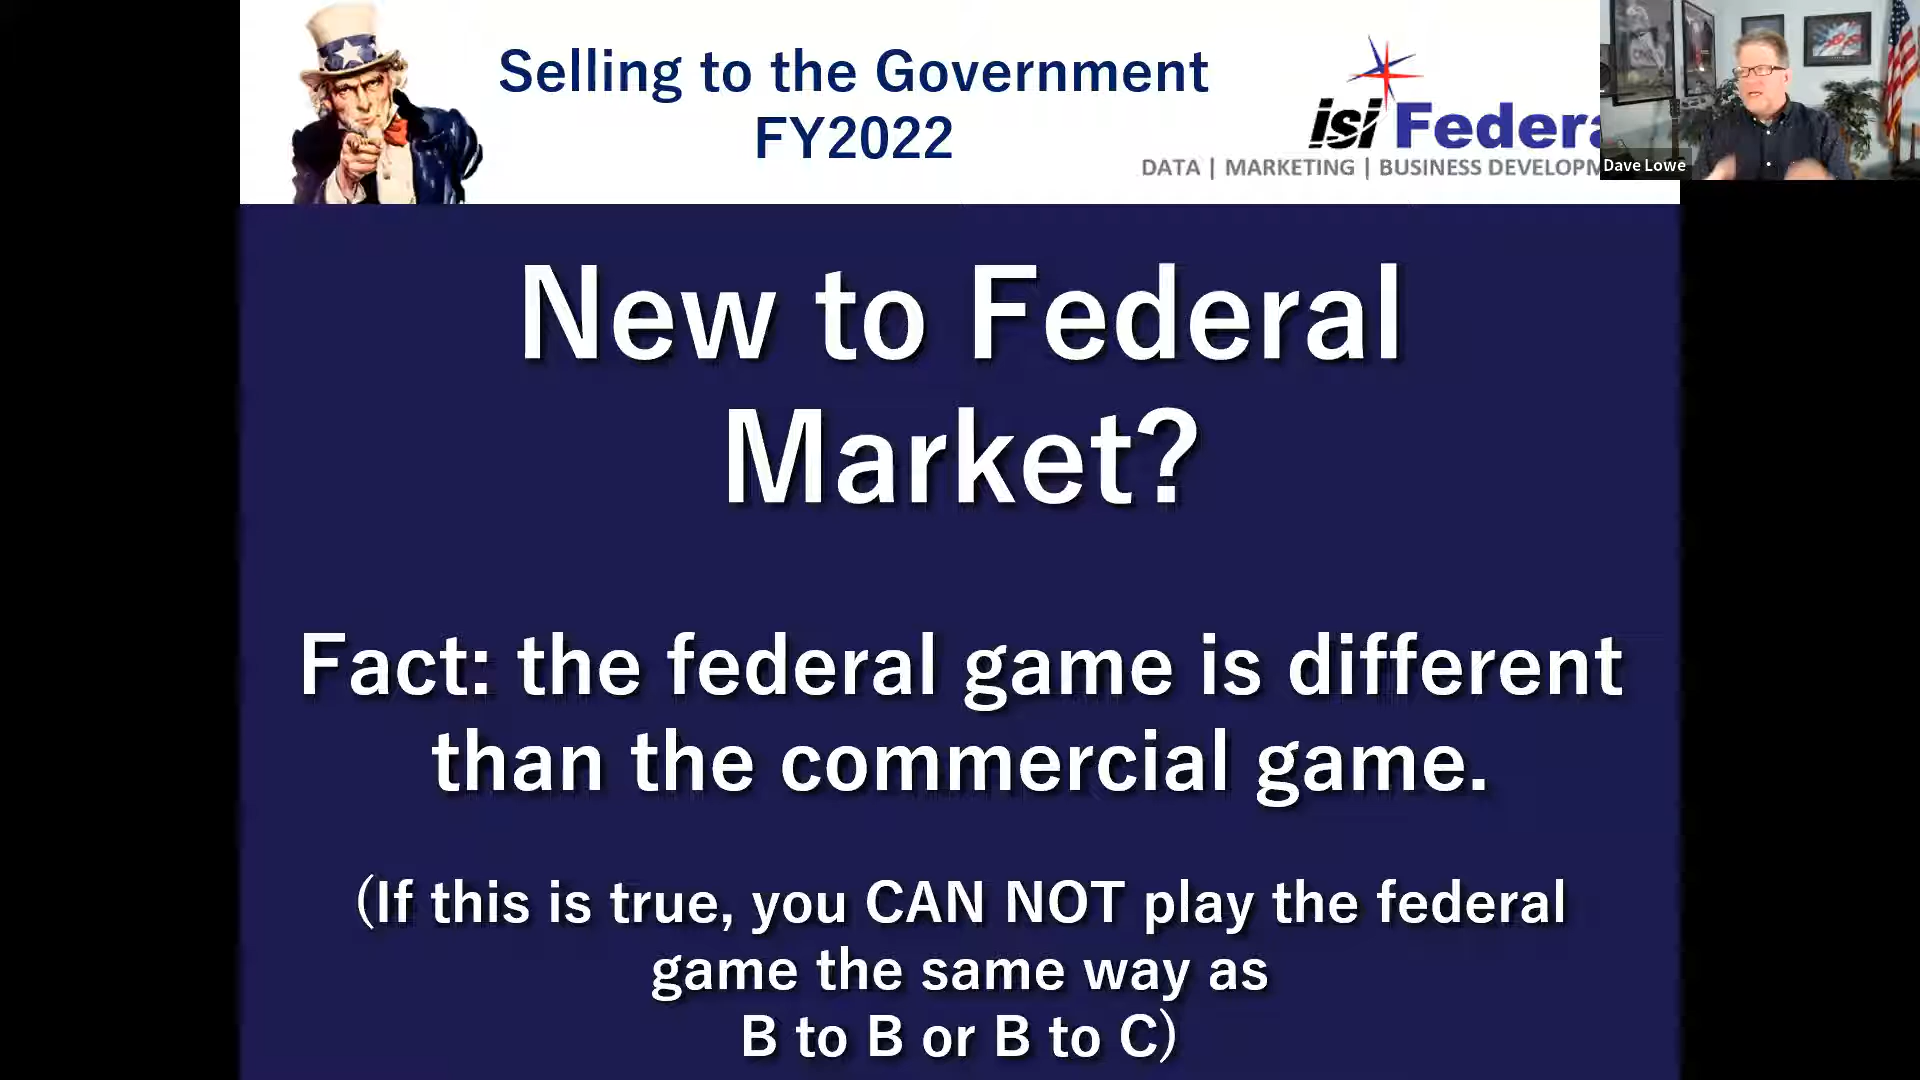 Selling to the Government
FY2022
isi Federa
DATA | MARKETING | BUSINESS DEVELOPM
Dave Lowe
New to Federal
Market?
Fact: the federal game is different
than the commercial game.
(If this is true, you CAN NOT play the federal
game the same way as
B to B or B to C)